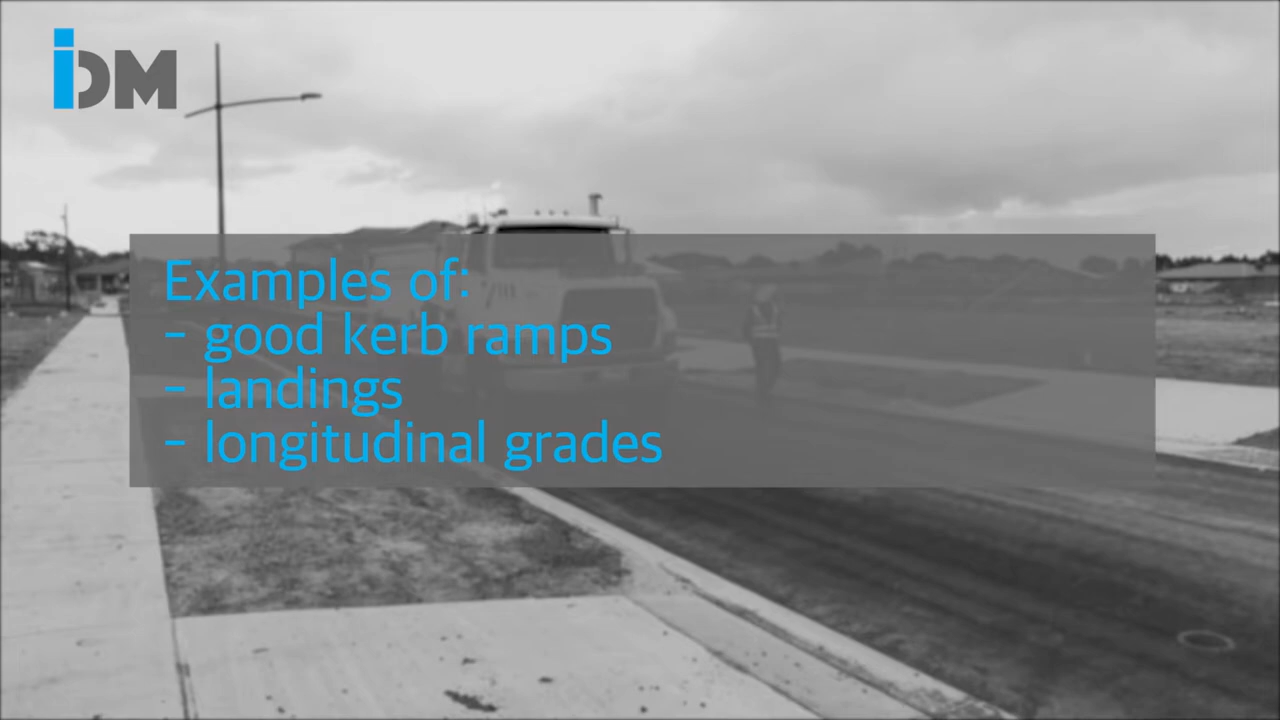 iDM
Examples of:
- good kerb ramps
- landings
- longitudinal grades